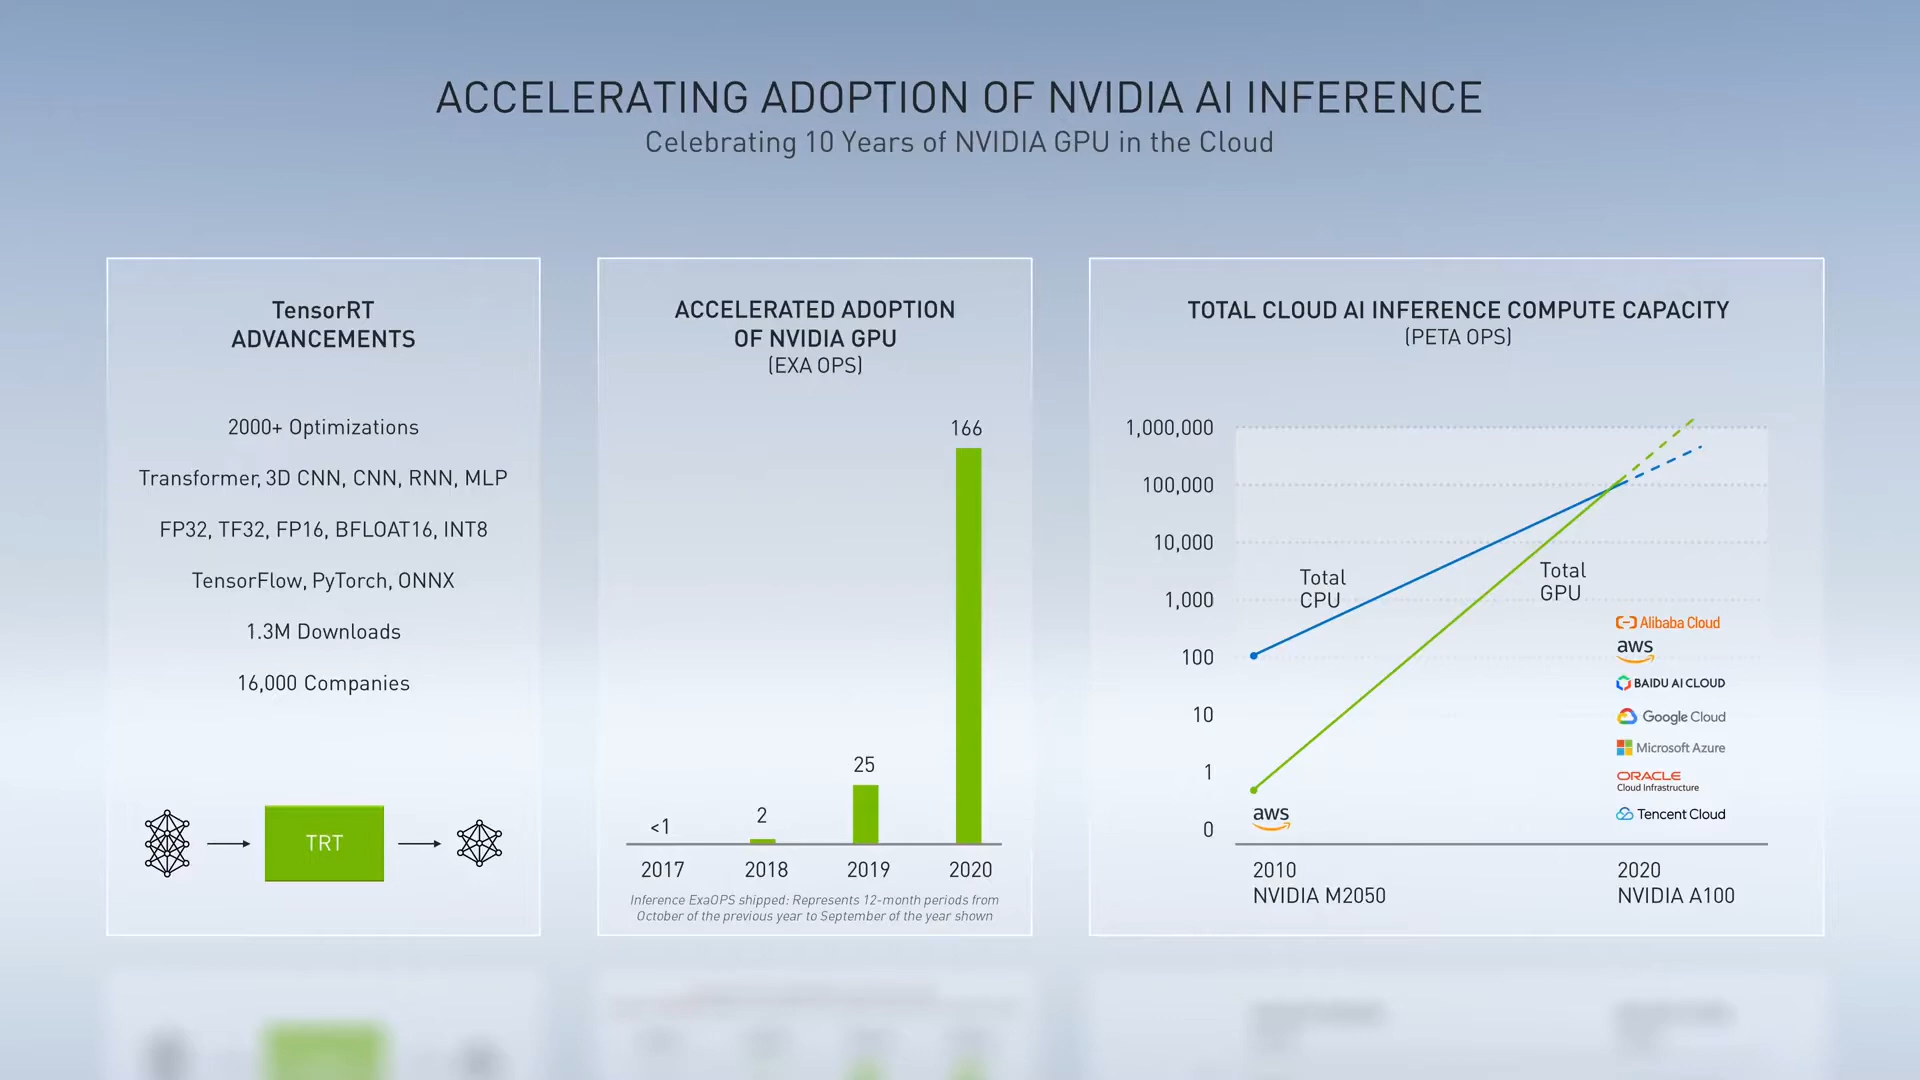 ACCELERATING ADOPTION OF NVIDIA AI INFERENCE
Celebrating 10 Years of NVIDIA GPU in the Cloud
TensorRT
ADVANCEMENTS
2000+ Optimizations
Transformer, 3D CNN, CNN, RNN, MLP
FP32, TF32, FP16, BFLOAT16, INT8
TensorFlow, PyTorch, ONNX
1.3M Downloads
16,000 Companies
TRT
ACCELERATED ADOPTION
OF NVIDIA GPU
(EXA OPS)
166
25
2
<1
2017 2018 2019 2020
Inference ExaOPS shipped: Represents 12-month periods from
October of the previous year to September of the year shown
TOTAL CLOUD AI INFERENCE COMPUTE CAPACITY
(PETA OPS)
1,000,000
100,000
10,000
1,000
100
10
1
0
Total
CPU
Total
GPU
Alibaba Cloud
aws
BAIDU AI CLOUD
Google Cloud
Microsoft Azure
ORACLE
Cloud Infrastructure
Tencent Cloud
aws
2010
NVIDIA M2050
2020
NVIDIA A100